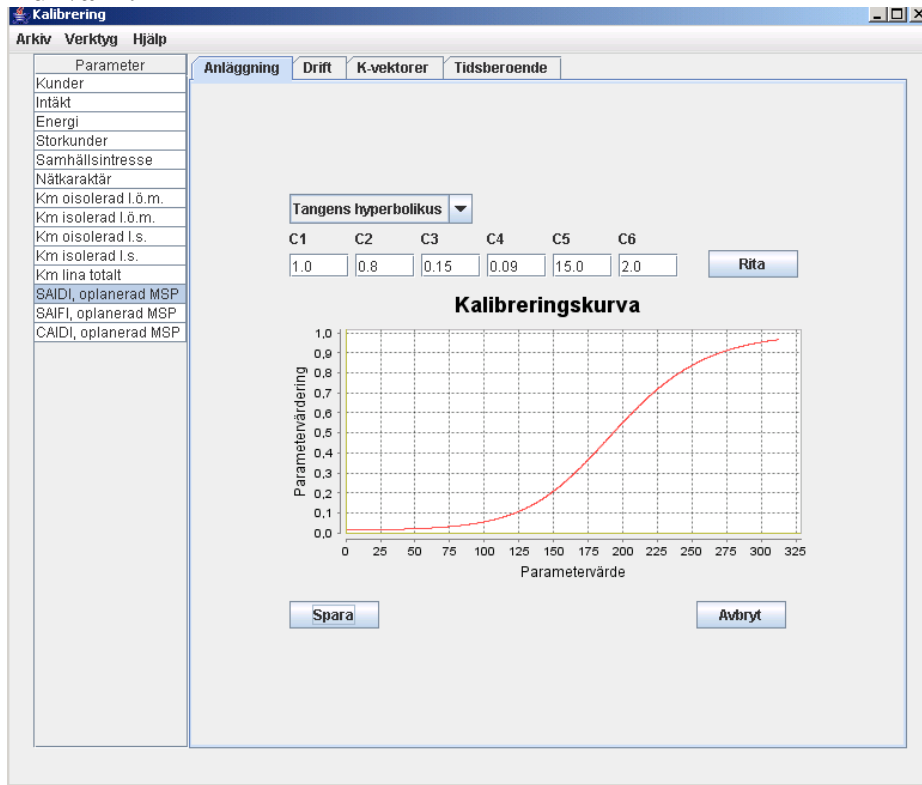 Kalibrering
Arkiv Verktyg Hjälp
Parameter
Kunder
Intäkt
Energi
Storkunder
Samhällsintresse
Nätkaraktär
Km oisolerad l.ö.m.
Km isolerad l.ö.m.
Km oisolerad l.s.
Km isolerad l.s.
Km lina totalt
SAIDI, oplanerad MSP
SAIFI, oplanerad MSP
CAIDI, oplanerad MSP
Anläggning Drift K-vektorer Tidsberoende
Tangens hyperbolikus
C1 C2 C3 C4 C5 C6
1.0 0.8 0.15 0.09 15.0 2.0 Rita
Kalibreringskurva
Parametervärdering
1,0
0,9
0,8
0,7
0,6
0,5
0,4
0,3
0,2
0,1
0,0
0 25 50 75 100 125 150 175 200 225 250 275 300 325
Parametervärde
Spara Avbryt